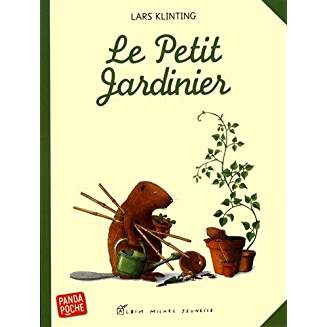 LARS KLINTING
Le Petit
Jardinier
PANDA
POCHE
ALBIN MICHEL JEUNESSE